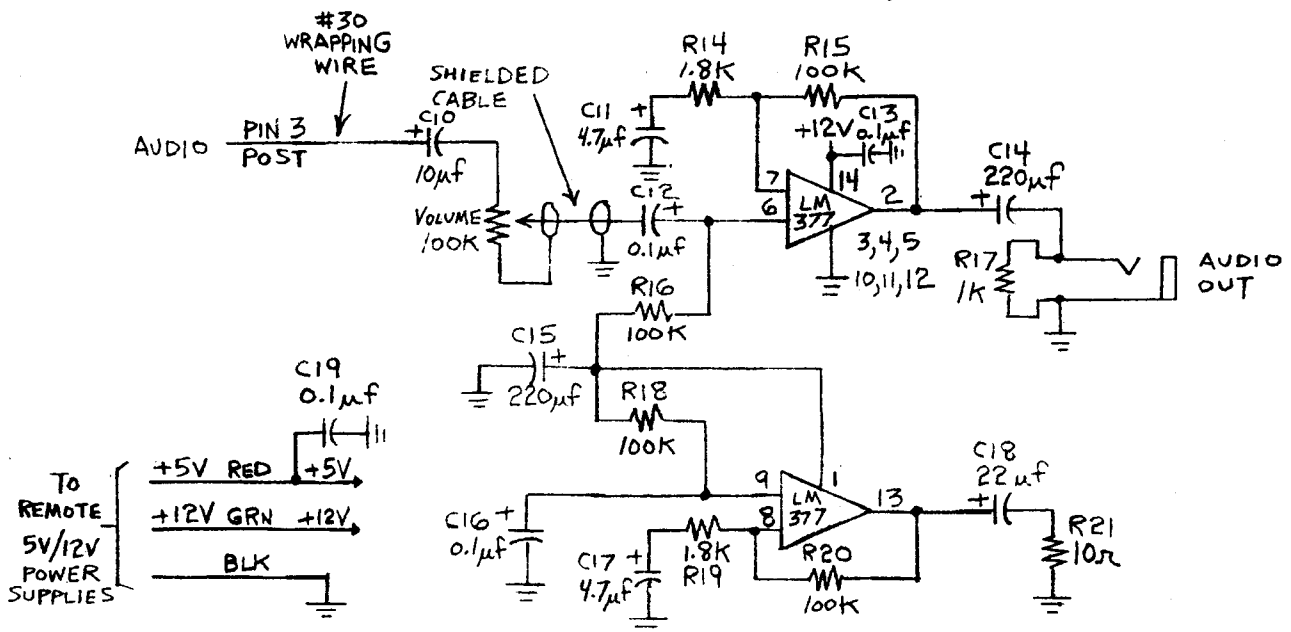 #30
WRAPPING
WIRE
SHIELDED
CABLE
AUDIO
PIN 3
POST
+
C10
10μf
VOLUME
100K
C12
+
0.1μf
R14
1.8K
R15
100K
C11
+
4.7μf
+12V
C13
0.1μf
14
7
6
LM
377
2
3,4,5
10,11,12
C14
220μf
+
R17
1K
AUDIO
OUT
R16
100K
C15
+
220μf
R18
100K
C19
0.1μf
TO
REMOTE
5V/12V
POWER
SUPPLIES
+5V RED +5V
+12V GRN +12V
BLK
C16
+
0.1μf
9
8
LM
377
1
13
C17
+
4.7μf
1.8K
R19
R20
100K
C18
22μf
+
R21
10Ω